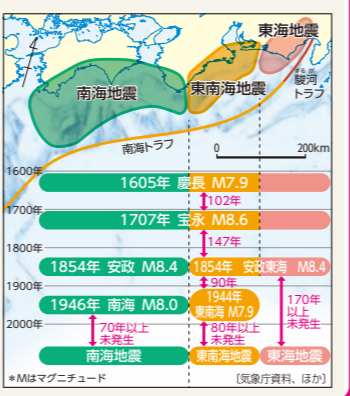 東海地震
東南海地震
南海地震
するが
駿河
トラフ
南海トラフ
0 200km
1600年
1605年 慶長 M7.9
102年
1700年
1707年 宝永 M8.6
147年
1800年
1854年 安政 M8.4
1854年 安政東海 M8.4
1900年
90年
1946年 南海 M8.0
1944年
東南海 M7.9
170年
以上
未発生
2000年
70年以上
未発生
80年以上
未発生
南海地震
東南海地震
東海地震
*Mはマグニチュード
〔気象庁資料、ほか〕